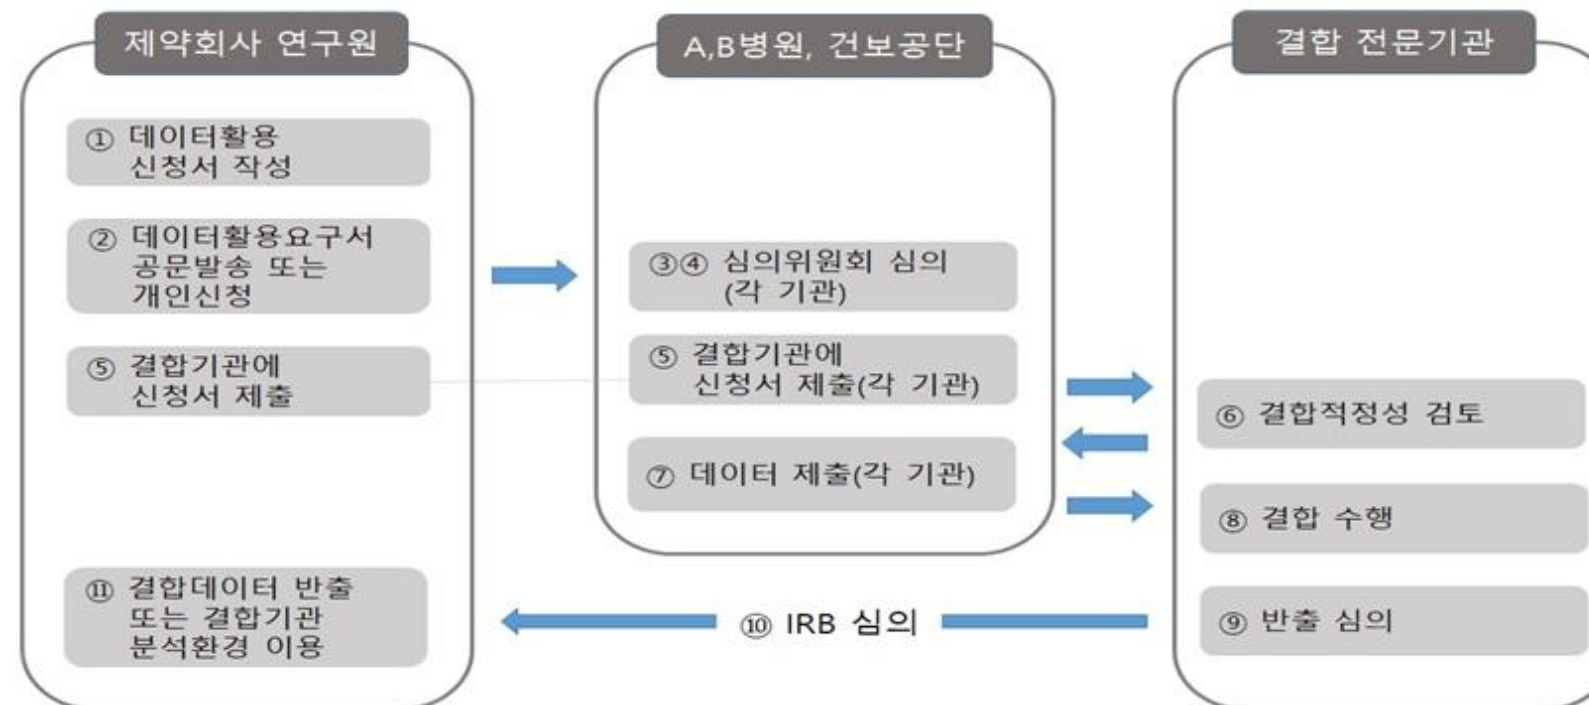 제약회사 연구원
① 데이터활용
신청서 작성
② 데이터활용요구서
공문발송 또는
개인신청
⑤ 결합기관에
신청서 제출
⑪ 결합데이터 반출
또는 결합기관
분석환경 이용
A,B병원, 건보공단
③④ 심의위원회 심의
(각 기관)
⑤ 결합기관에
신청서 제출(각 기관)
⑦ 데이터 제출(각 기관)
⑩ IRB 심의
결합 전문기관
⑥ 결합적정성 검토
⑧ 결합 수행
⑨ 반출 심의